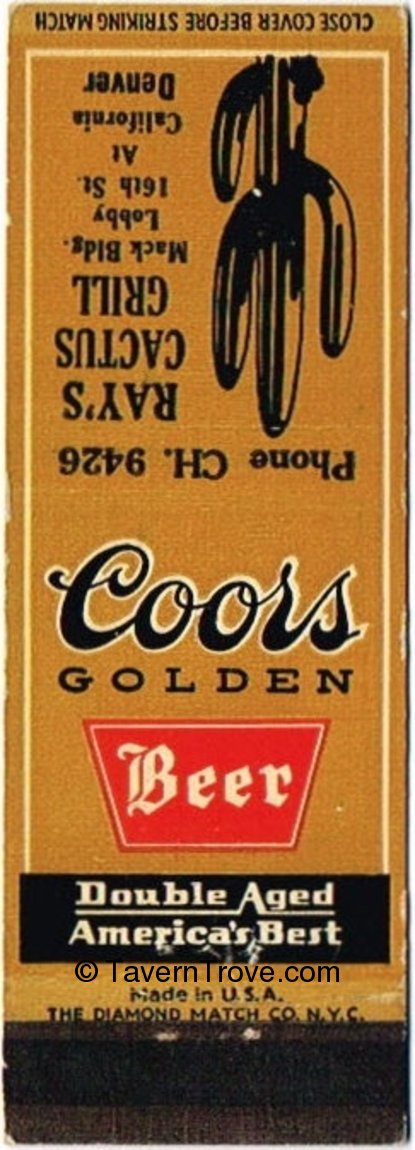 CLOSE COVER BEFORE STRIKING MATCH
Phone CH. 9426
RAY'S
CACTUS
GRILL
Mack Bldg.
Lobby
16th St.
At
California
Denver
Coors
GOLDEN
Beer
Double Aged
America's Best
© TavernTrove.com
Made in U.S.A.
THE DIAMOND MATCH CO. N.Y.C.